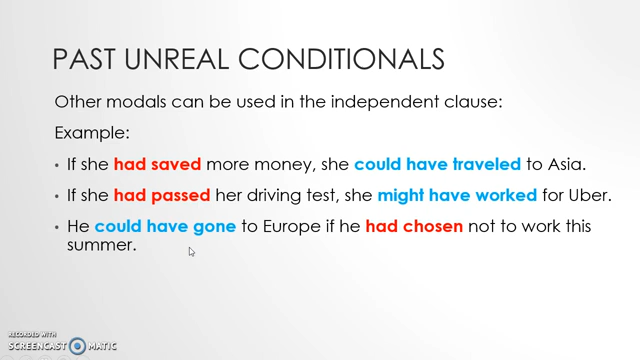 PAST UNREAL CONDITIONALS
Other modals can be used in the independent clause:
Example:
• If she had saved more money, she could have traveled to Asia.
• If she had passed her driving test, she might have worked for Uber.
• He could have gone to Europe if he had chosen not to work this
summer.
RECORDED WITH
SCREENCAST MATIC